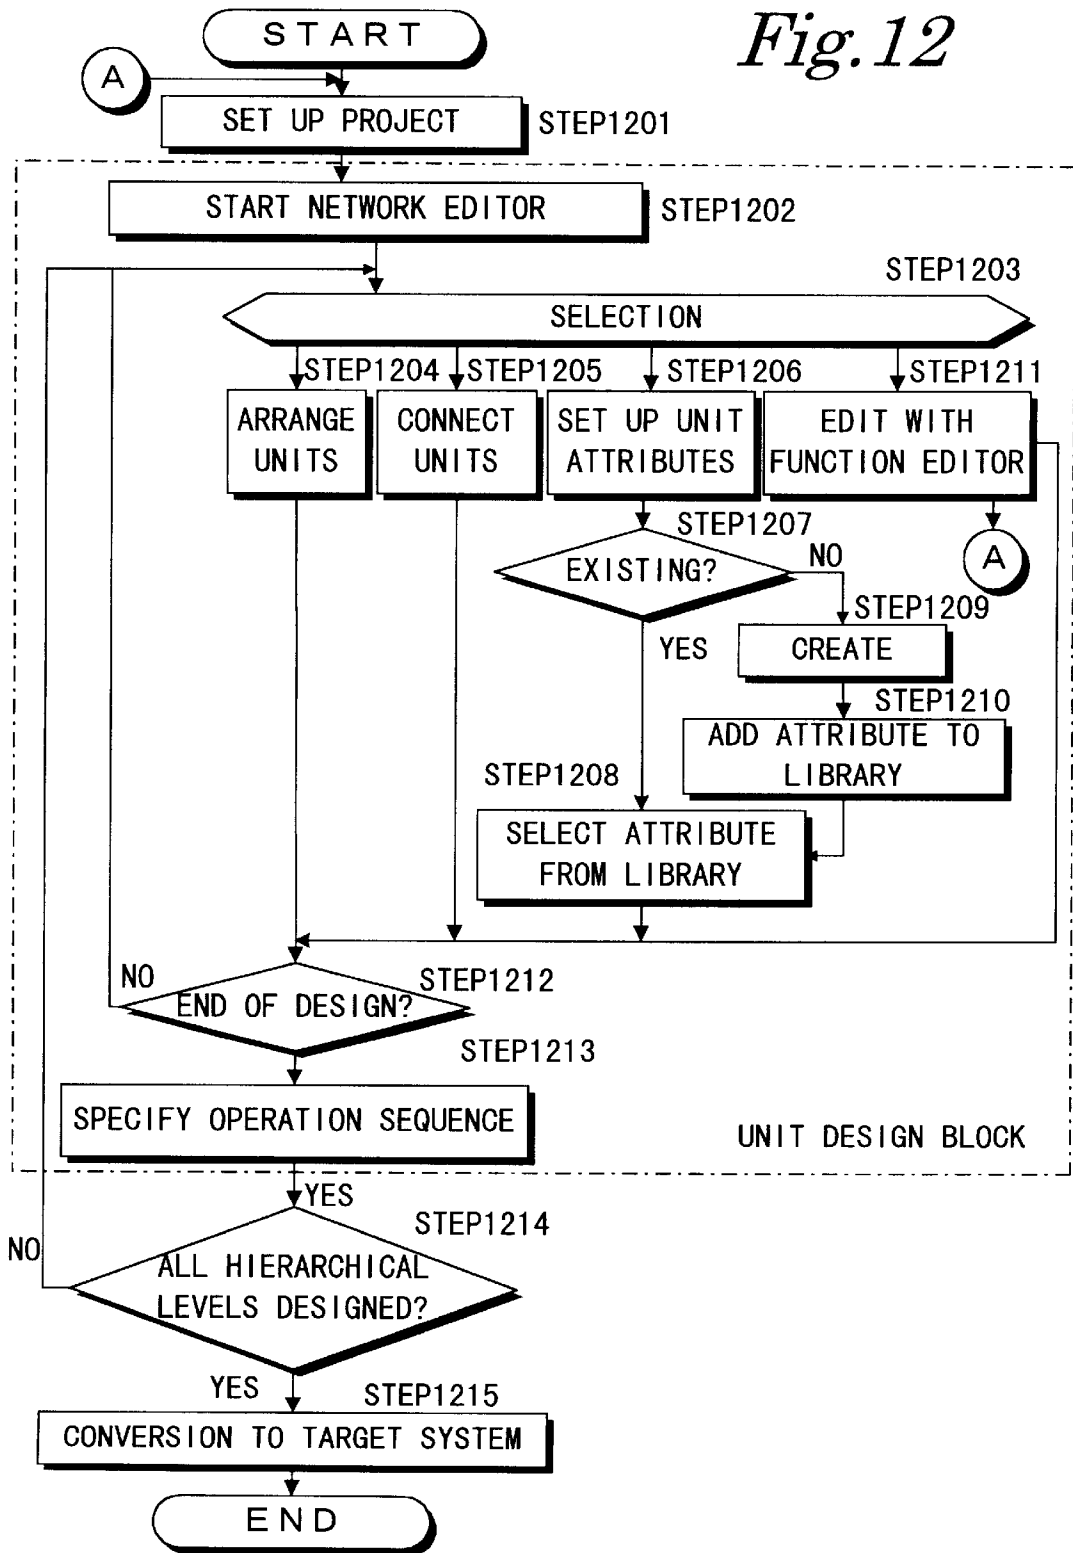 START
Fig.12
A
SET UP PROJECT
STEP1201
START NETWORK EDITOR
STEP1202
STEP1203
SELECTION
STEP1204
STEP1205
STEP1206
STEP1211
ARRANGE
UNITS
CONNECT
UNITS
SET UP UNIT
ATTRIBUTES
EDIT WITH
FUNCTION EDITOR
STEP1207
EXISTING?
NO
A
STEP1209
YES
CREATE
STEP1210
ADD ATTRIBUTE TO
LIBRARY
STEP1208
SELECT ATTRIBUTE
FROM LIBRARY
NO
STEP1212
END OF DESIGN?
STEP1213
SPECIFY OPERATION SEQUENCE
UNIT DESIGN BLOCK
YES
STEP1214
NO
ALL HIERARCHICAL
LEVELS DESIGNED?
YES
STEP1215
CONVERSION TO TARGET SYSTEM
END